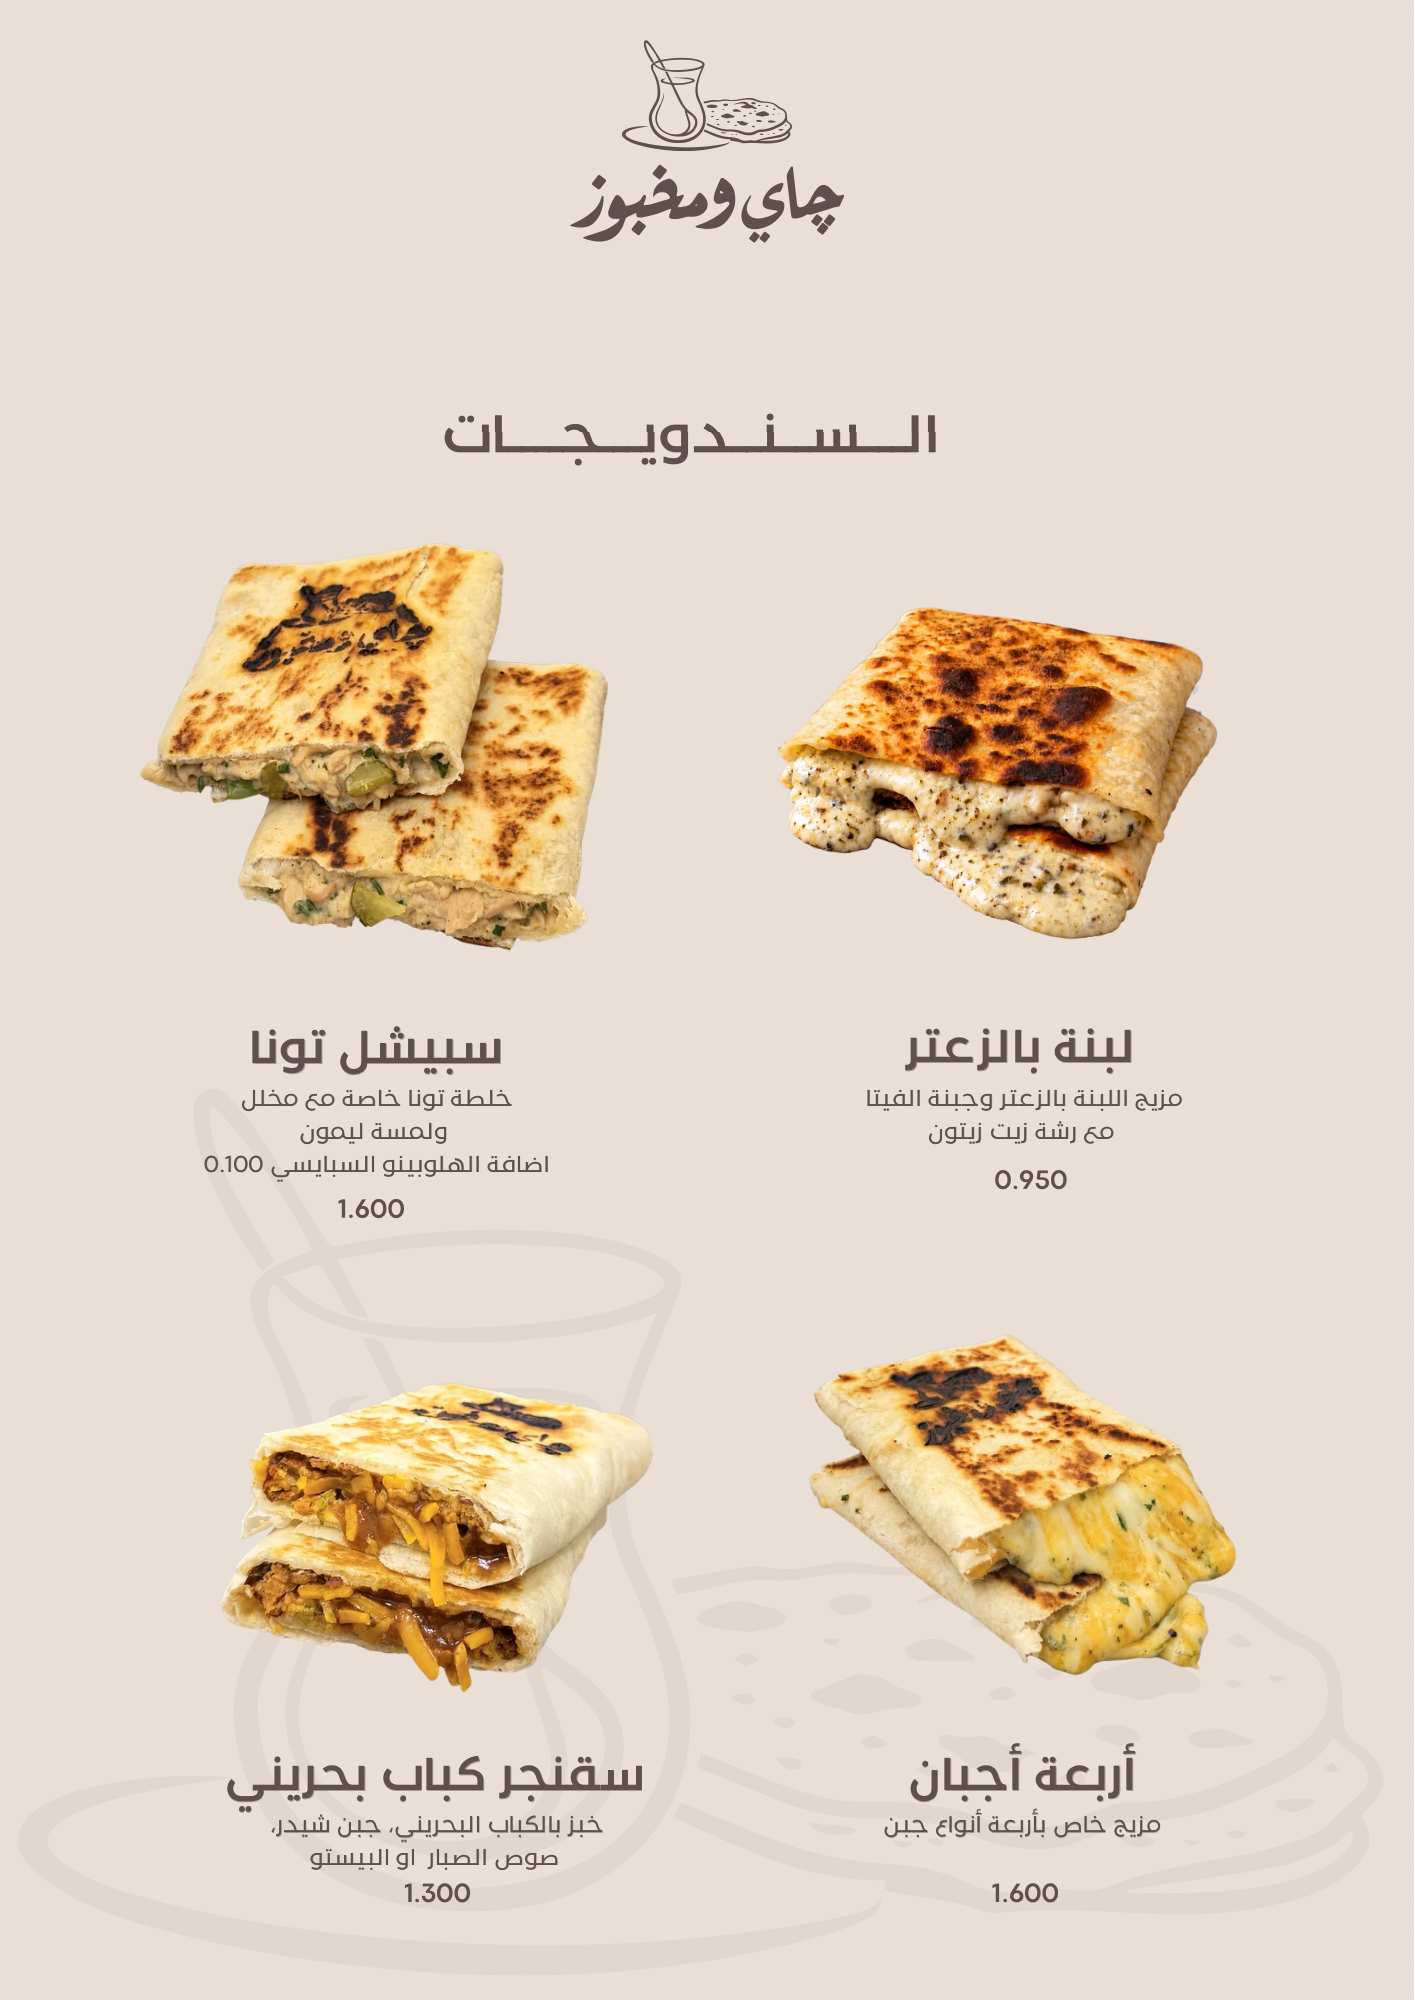 چاي ومخبوز
السندويجات
لبنة بالزعتر
مزيج اللبنة بالزعتر وجبنة الفيتا
مع رشة زيت زيتون
0.950
سبيشل تونا
خلطة تونا خاصة مع مخلل
ولمسة ليمون
اضافة الهلوبينو السبايسي 0.100
1.600
أربعة أجبان
مزيج خاص بأربعة أنواع جبن
1.600
سقنجر كباب بحريني
خبز بالكباب البحريني، جبن شيدر،
صوص الصبار او البيستو
1.300